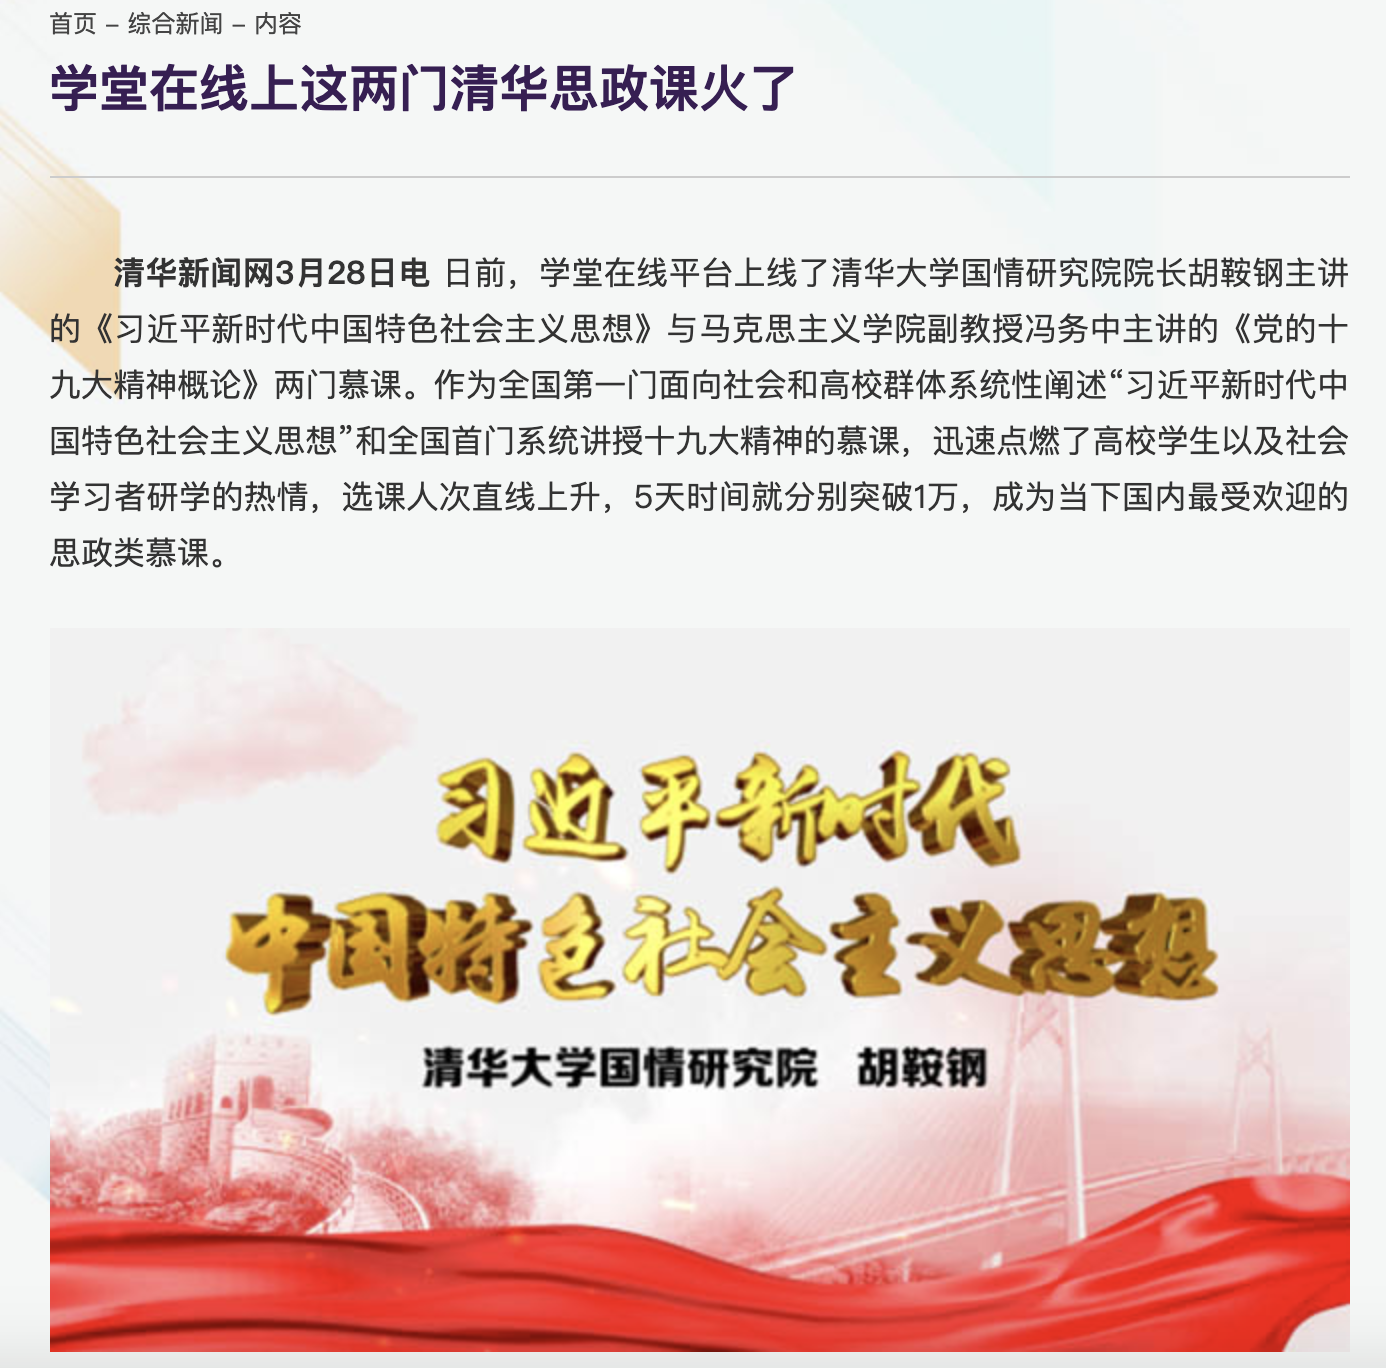 首页 – 综合新闻 – 内容
学堂在线上这两门清华思政课火了
清华新闻网3月28日电 日前，学堂在线平台上线了清华大学国情研究院院长胡鞍钢主讲
的《习近平新时代中国特色社会主义思想》与马克思主义学院副教授冯务中主讲的《党的十
九大精神概论》两门慕课。作为全国第一门面向社会和高校群体系统性阐述“习近平新时代中
国特色社会主义思想”和全国首门系统讲授十九大精神的慕课，迅速点燃了高校学生以及社会
学习者研学的热情，选课人次直线上升，5天时间就分别突破1万，成为当下国内最受欢迎的
思政类慕课。
习近平新时代
中国特色社会主义思想
清华大学国情研究院 胡鞍钢